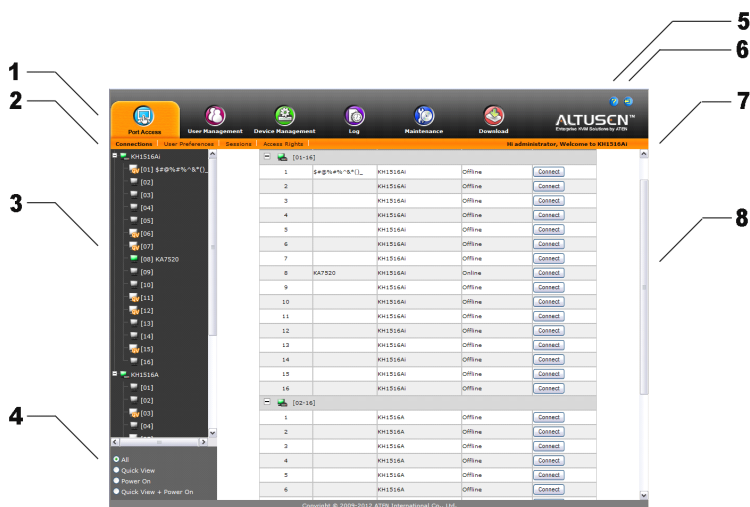 5
6
1
2
7
3
8
4
ALTUSCN™
Enterprise KVM Solutions by ATEN
Port Access
User Management
Device Management
Log
Maintenance
Download
Connections
User Preferences
Sessions
Access Rights
Hi administrator, Welcome to KH1516Ai
KH1516Ai
[01] $#@%#%^&*()_
[02]
[03]
[04]
[05]
[06]
[07]
[08] KA7520
[09]
[10]
[11]
[12]
[13]
[14]
[15]
[16]
KH1516A
[01]
[02]
[03]
[04]
All
Quick View
Power On
Quick View + Power On
[01-16]
1 $#@%#%^&*()_ KH1516Ai Offline Connect
2 KH1516Ai Offline Connect
3 KH1516Ai Offline Connect
4 KH1516Ai Offline Connect
5 KH1516Ai Offline Connect
6 KH1516Ai Offline Connect
7 KH1516Ai Offline Connect
8 KA7520 KH1516Ai Online Connect
9 KH1516Ai Offline Connect
10 KH1516Ai Offline Connect
11 KH1516Ai Offline Connect
12 KH1516Ai Offline Connect
13 KH1516Ai Offline Connect
14 KH1516Ai Offline Connect
15 KH1516Ai Offline Connect
16 KH1516Ai Offline Connect
[02-16]
1 KH1516A Offline Connect
2 KH1516A Offline Connect
3 KH1516A Offline Connect
4 KH1516A Offline Connect
5 KH1516A Offline Connect
6 KH1516A Offline Connect
Copyright © 2009-2012 ATEN International Co., Ltd.